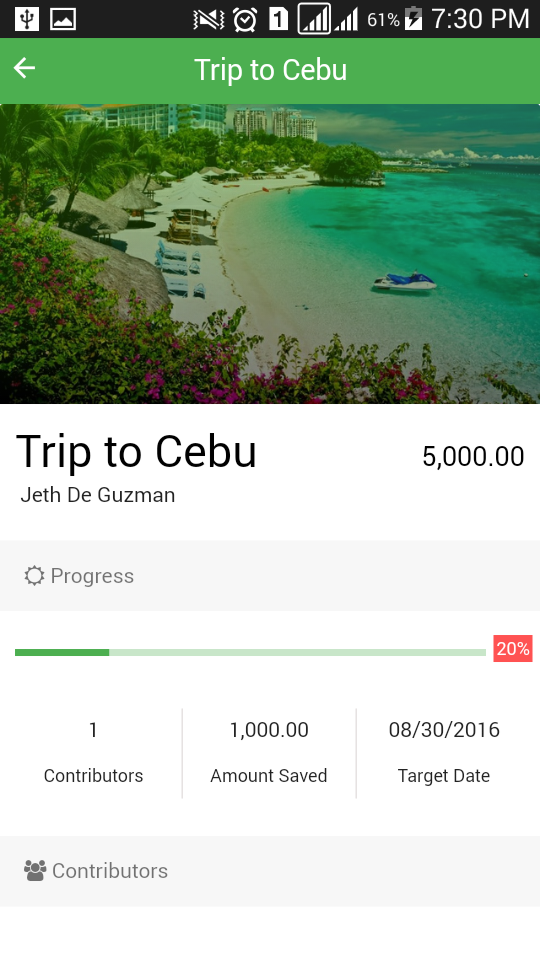 1 61% 7:30 PM
Trip to Cebu
Trip to Cebu 5,000.00
Jeth De Guzman
Progress
20%
1 1,000.00 08/30/2016
Contributors Amount Saved Target Date
Contributors